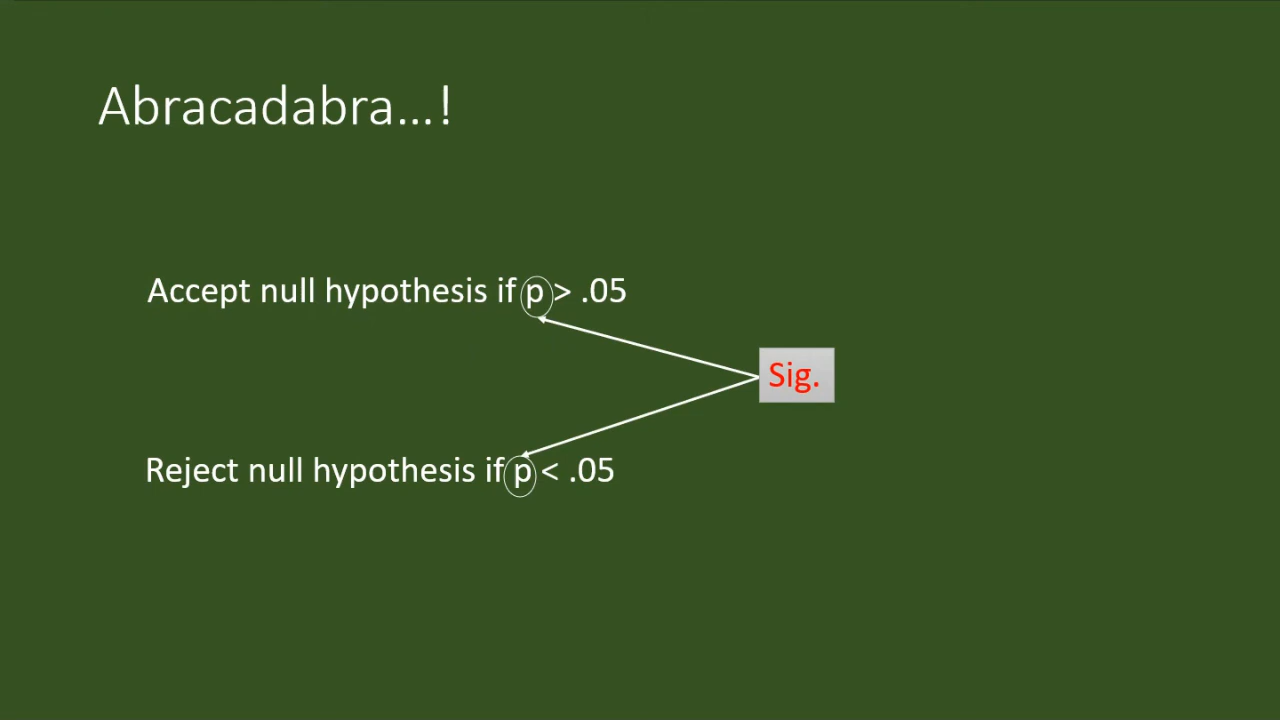 Abracadabra...!
Accept null hypothesis if p > .05
Sig.
Reject null hypothesis if p < .05